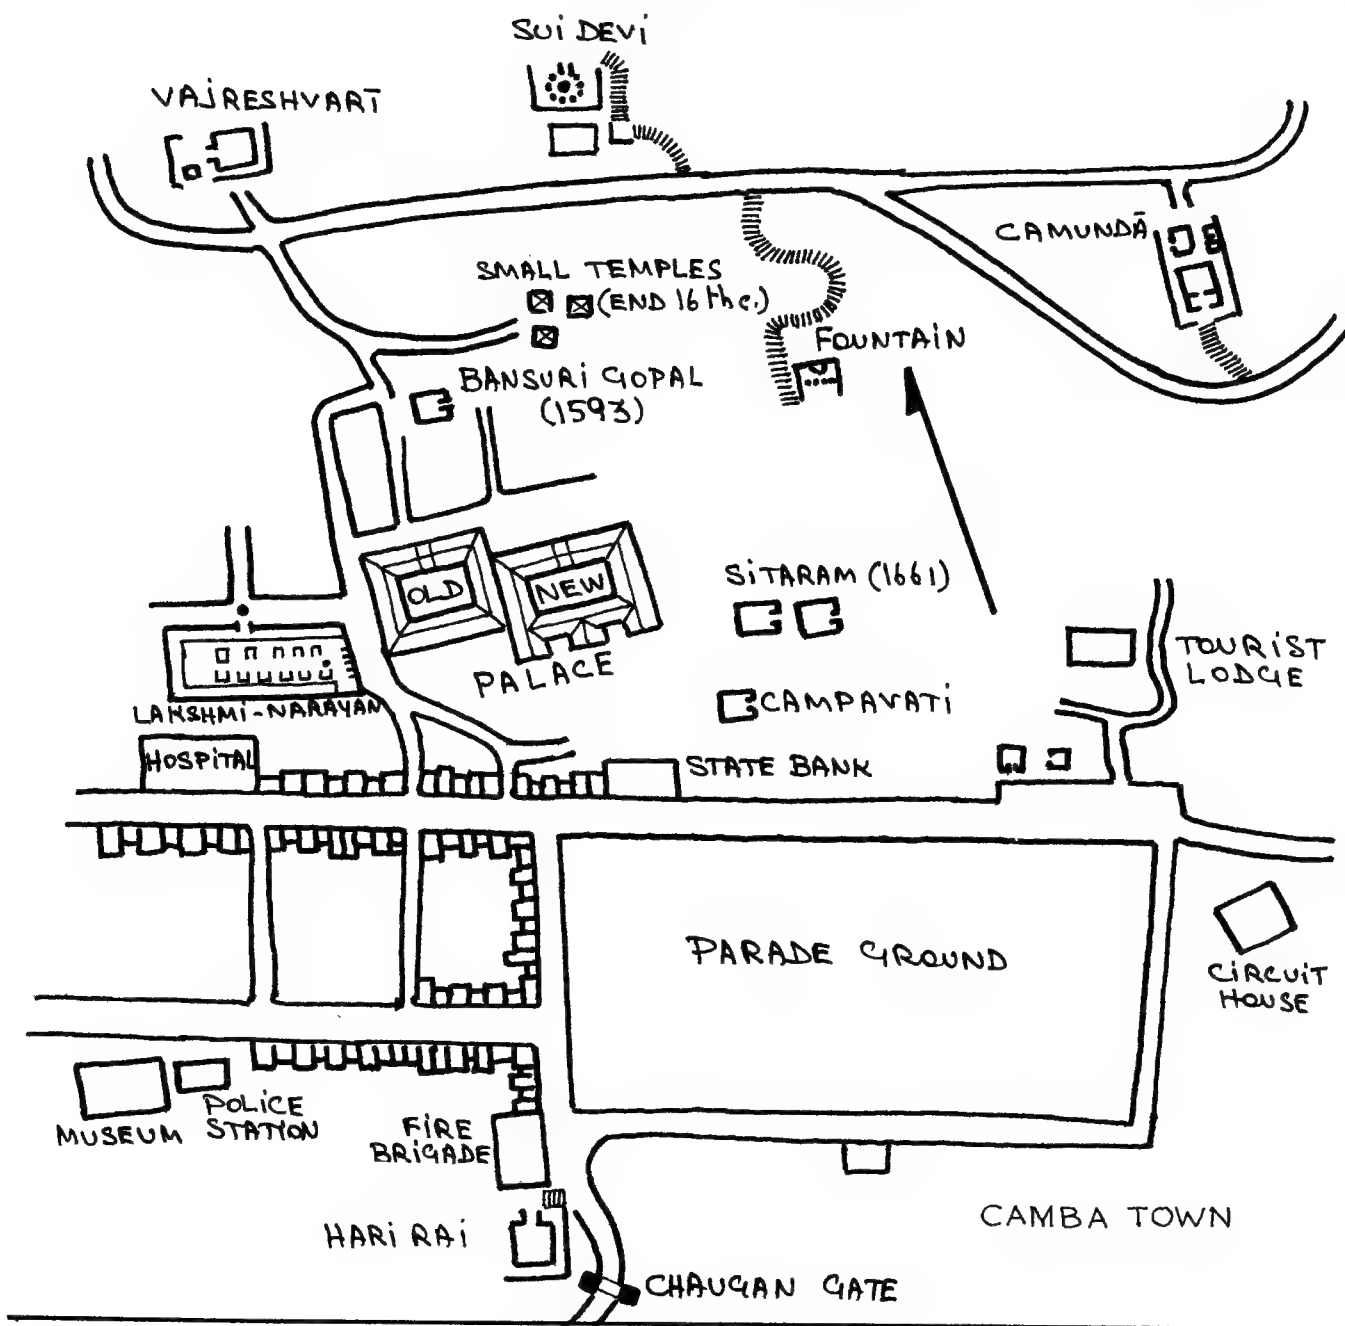 SUI DEVI
VAJRESHVARI
CAMUNDĀ
SMALL TEMPLES
(END 16th c.)
FOUNTAIN
BANSURI GOPAL
(1593)
OLD
NEW
PALACE
SITARAM (1661)
TOURIST
LODGE
CAMPAVATI
LAKSHMI-NARAYAN
HOSPITAL
STATE BANK
PARADE GROUND
CIRCUIT
HOUSE
MUSEUM
POLICE
STATION
FIRE
BRIGADE
HARI RAI
CAMBA TOWN
CHAUGAN GATE